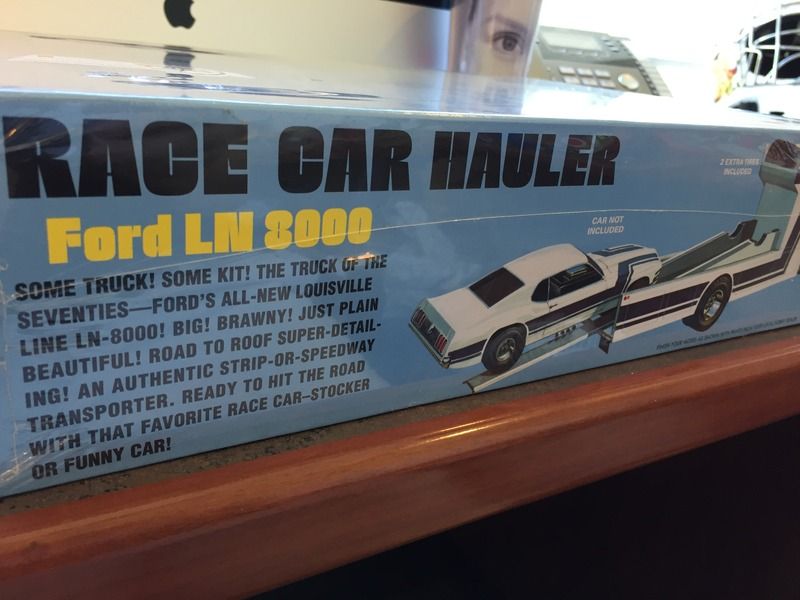 RACE CAR HAULER
Ford LN 8000
SOME TRUCK! SOME KIT! THE TRUCK OF THE
SEVENTIES—FORD'S ALL-NEW LOUISVILLE
LINE LN-8000! BIG! BRAWNY! JUST PLAIN
BEAUTIFUL! ROAD TO ROOF SUPER-DETAIL-
ING! AN AUTHENTIC STRIP-OR-SPEEDWAY
TRANSPORTER. READY TO HIT THE ROAD
WITH THAT FAVORITE RACE CAR–STOCKER
OR FUNNY CAR!
CAR NOT
INCLUDED
2 EXTRA TIRES
INCLUDED